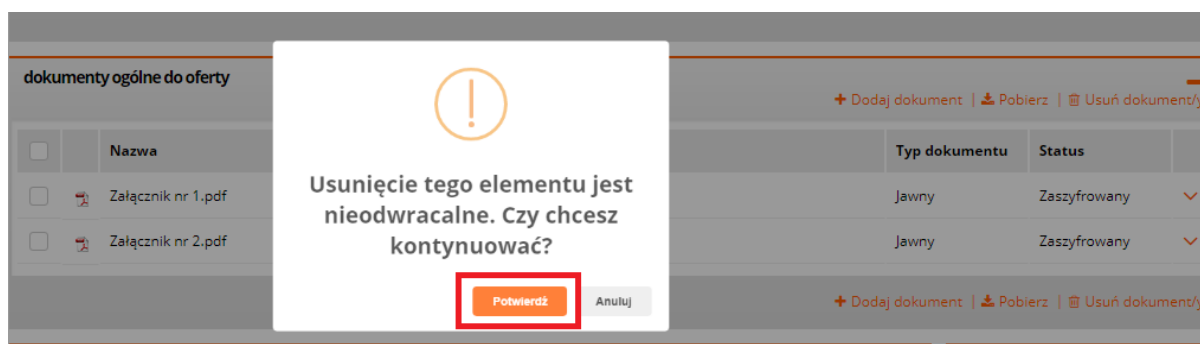 dokumenty ogólne do oferty
+ Dodaj dokument | Pobierz | Usuń dokument/y
Nazwa Typ dokumentu Status
Załącznik nr 1.pdf Jawny Zaszyfrowany
Załącznik nr 2.pdf Jawny Zaszyfrowany
Usunięcie tego elementu jest
nieodwracalne. Czy chcesz
kontynuować?
Potwierdź Anuluj
+ Dodaj dokument | Pobierz | Usuń dokument/y